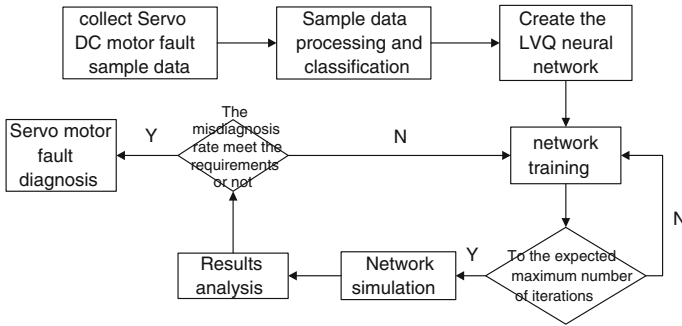 collect Servo
DC motor fault
sample data
Sample data
processing and
classification
Create the
LVQ neural
network
Servo motor
fault
diagnosis
Y
The
misdiagnosis
rate meet the
requirements
or not
N
network
training
N
Results
analysis
Network
simulation
Y
To the expected
maximum number
of iterations